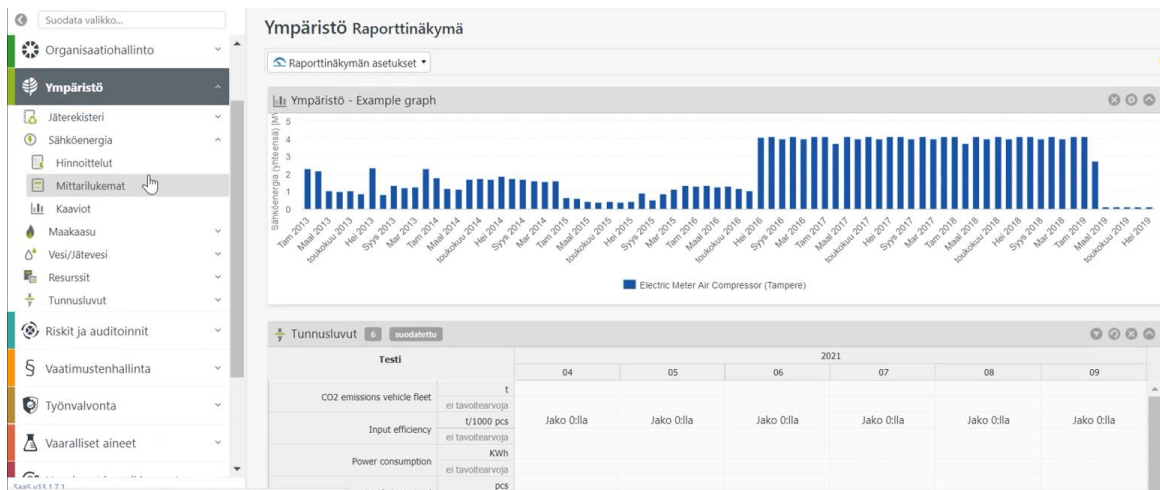 Suodata valikko...
Organisaatiohallinto
Ympäristö
Jäterekisteri
Sähköenergia
Hinnoittelut
Mittarilukemat
Kaaviot
Maakaasu
Vesi/Jätevesi
Resurssit
Tunnusluvut
Riskit ja auditoinnit
§ Vaatimustenhallinta
Työnvalvonta
Vaaralliset aineet
SaaS v13.1.7.1
Ympäristö Raporttinäkymä
Raporttinäkymän asetukset
Ympäristö - Example graph
Sähköenergia (yhteensä)
5
4
3
2
1
0
Tam 2013 Maal 2013 toukokuu 2013 Hei 2013 Syys 2013 Mar 2013 Tam 2014 Maal 2014 toukokuu 2014 Hei 2014 Syys 2014 Mar 2014 Tam 2015 Maal 2015 toukokuu 2015 Hei 2015 Syys 2015 Mar 2015 Tam 2016 Maal 2016 toukokuu 2016 Hei 2016 Syys 2016 Mar 2016 Tam 2017 Maal 2017 toukokuu 2017 Hei 2017 Syys 2017 Mar 2017 Tam 2018 Maal 2018 toukokuu 2018 Hei 2018 Syys 2018 Mar 2018 Tam 2019 Maal 2019 toukokuu 2019 Hei 2019
Electric Meter Air Compressor (Tampere)
x/y Tunnusluvut 6 suodatettu
Testi 2021
04 05 06 07 08 09
CO2 emissions vehicle fleet t
ei tavoitearvoja
Input efficiency t/1000 pcs Jako 0:lla Jako 0:lla Jako 0:lla Jako 0:lla Jako 0:lla Jako 0:lla
ei tavoitearvoja
Power consumption KWh
ei tavoitearvoja
pcs